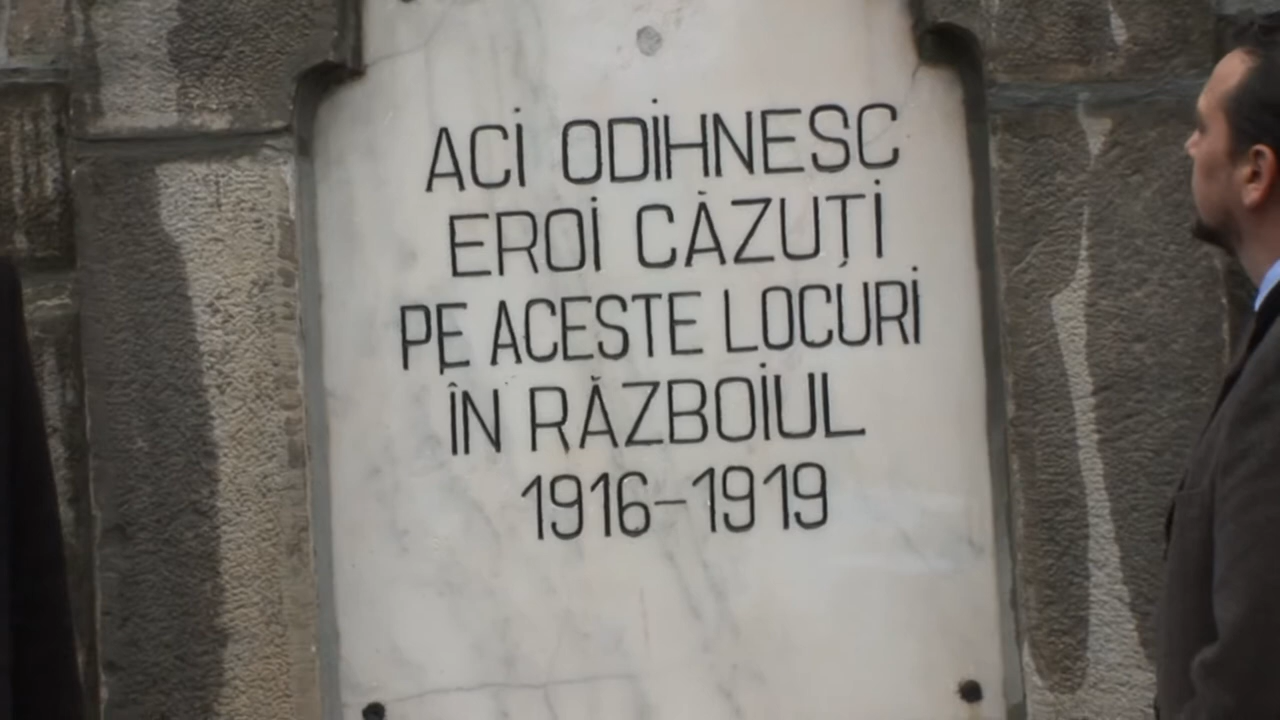 ACI ODIHNESC
EROI CĂZUȚI
PE ACESTE LOCURI
ÎN RĂZBOIUL
1916-1919